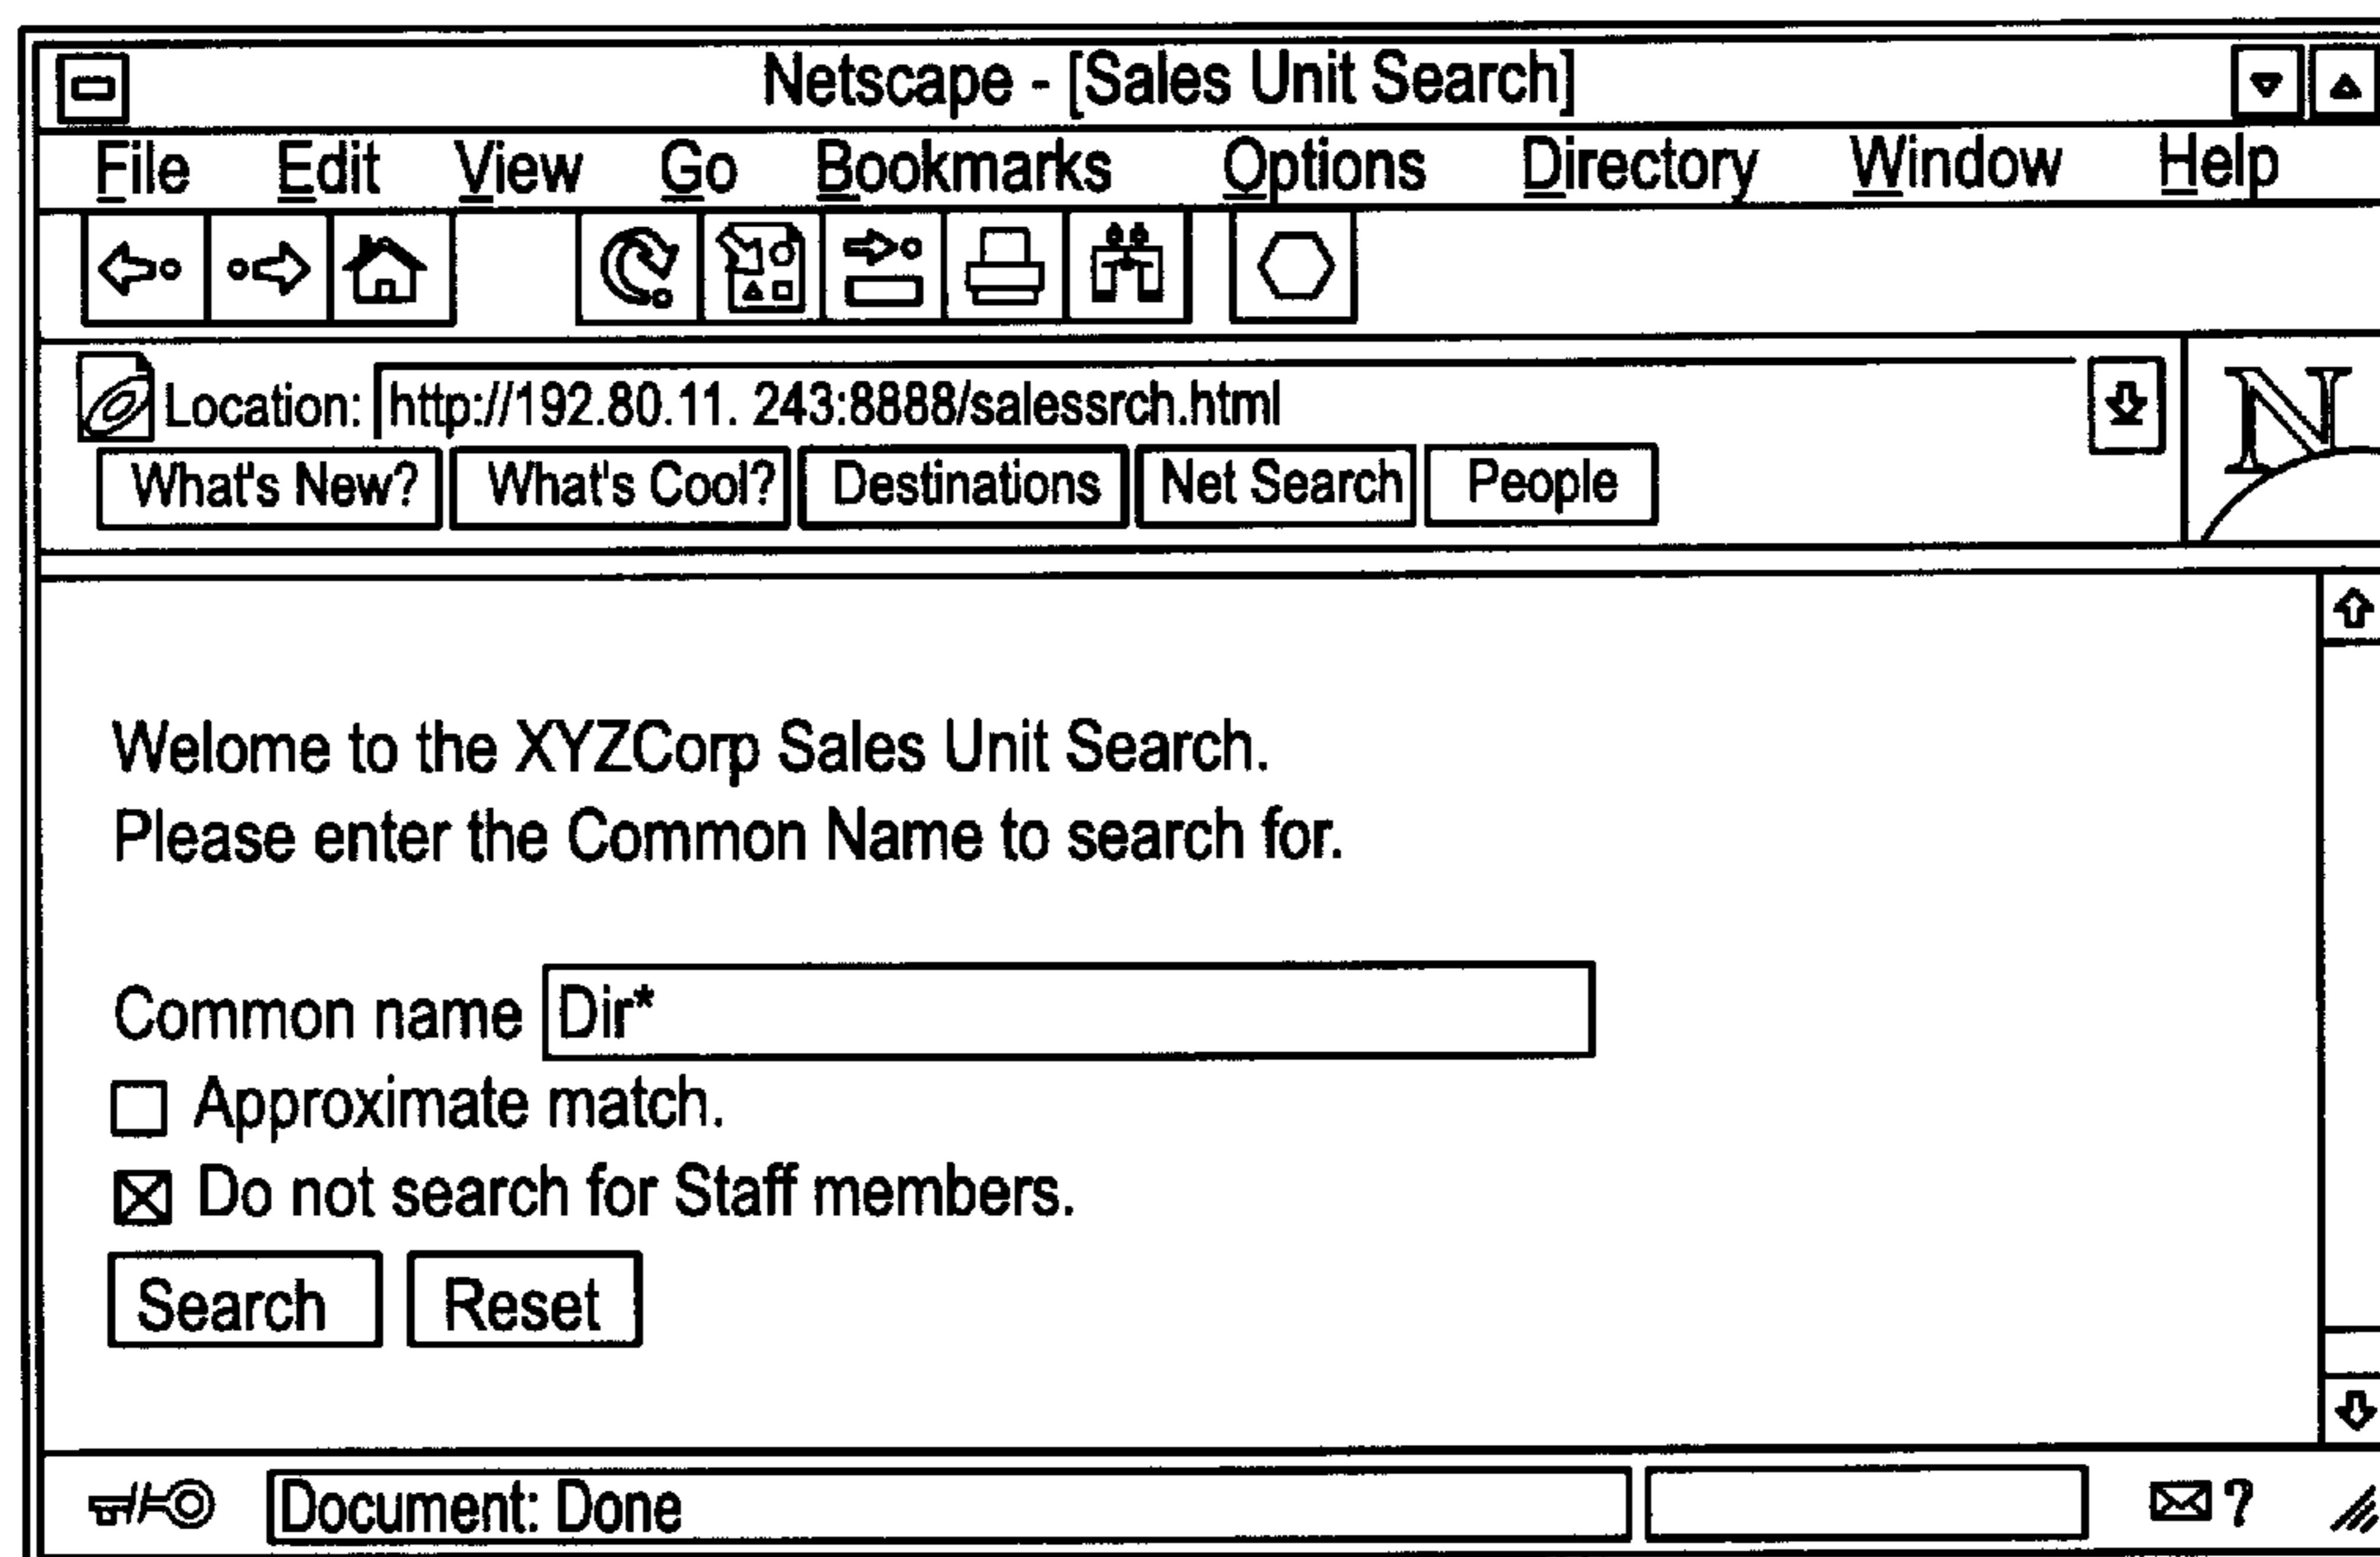 Netscape - [Sales Unit Search]
File Edit View Go Bookmarks Options Directory Window Help
Location: http://192.80.11. 243:8888/salessrch.html
N
What's New? What's Cool? Destinations Net Search People
Welome to the XYZCorp Sales Unit Search.
Please enter the Common Name to search for.
Common name Dir*
Approximate match.
Do not search for Staff members.
Search Reset
Document: Done
?